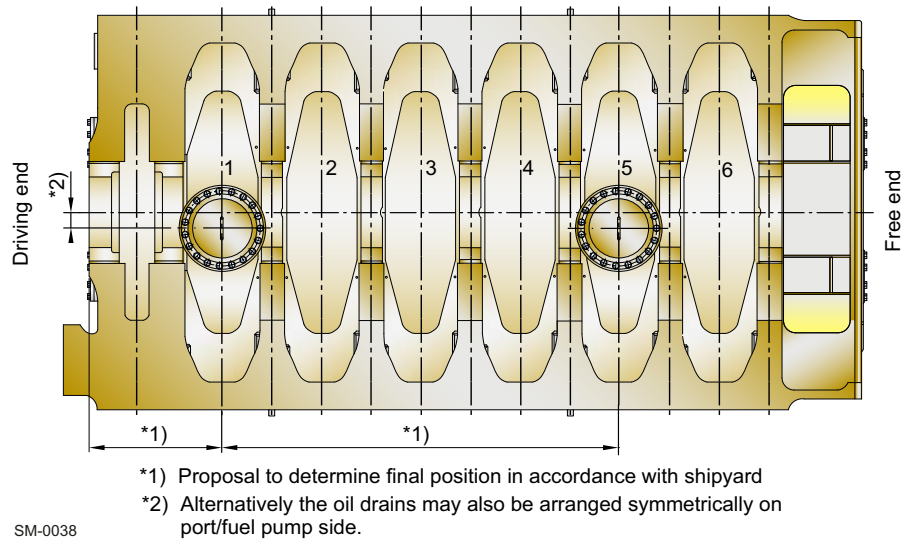 1 2 3 4 5 6
*2)
Driving end
Free end
*1) *1)
*1) Proposal to determine final position in accordance with shipyard
*2) Alternatively the oil drains may also be arranged symmetrically on
port/fuel pump side.
SM-0038